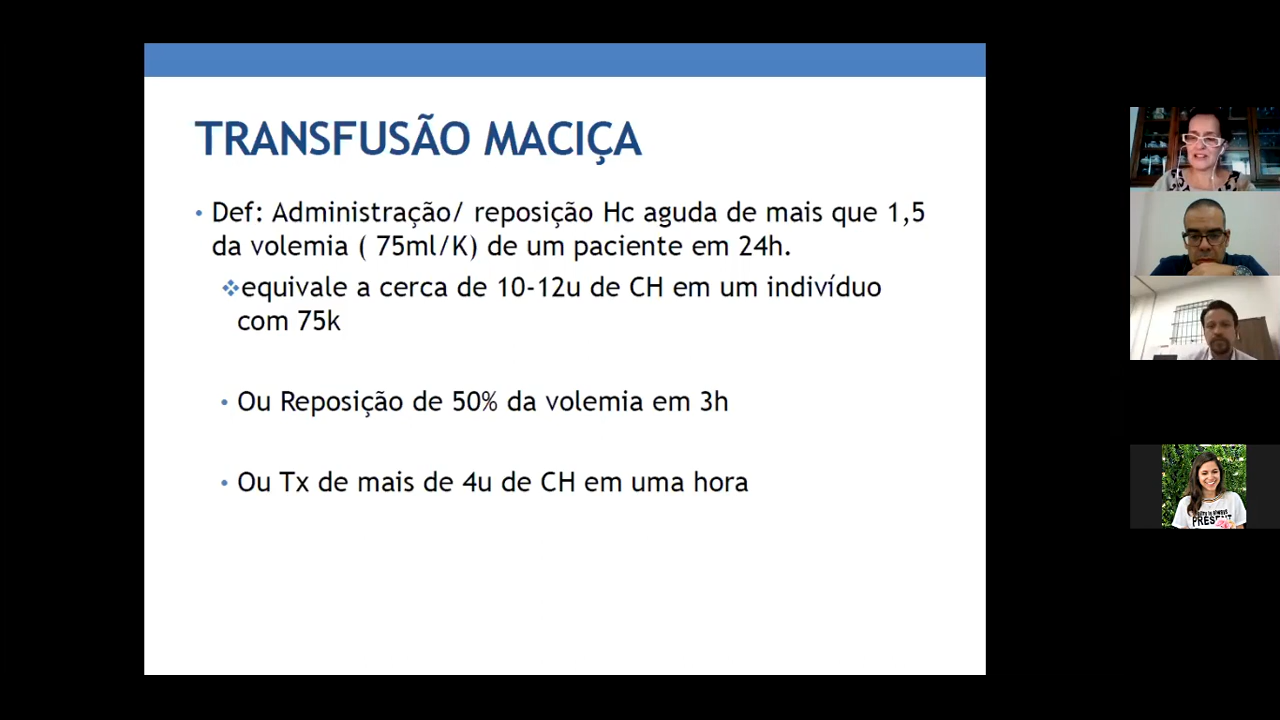 TRANSFUSÃO MACIÇA
• Def: Administração/ reposição Hc aguda de mais que 1,5
da volemia ( 75ml/K) de um paciente em 24h.
❖equivale a cerca de 10-12u de CH em um indivíduo
com 75k
• Ou Reposição de 50% da volemia em 3h
• Ou Tx de mais de 4u de CH em uma hora
PRESENT